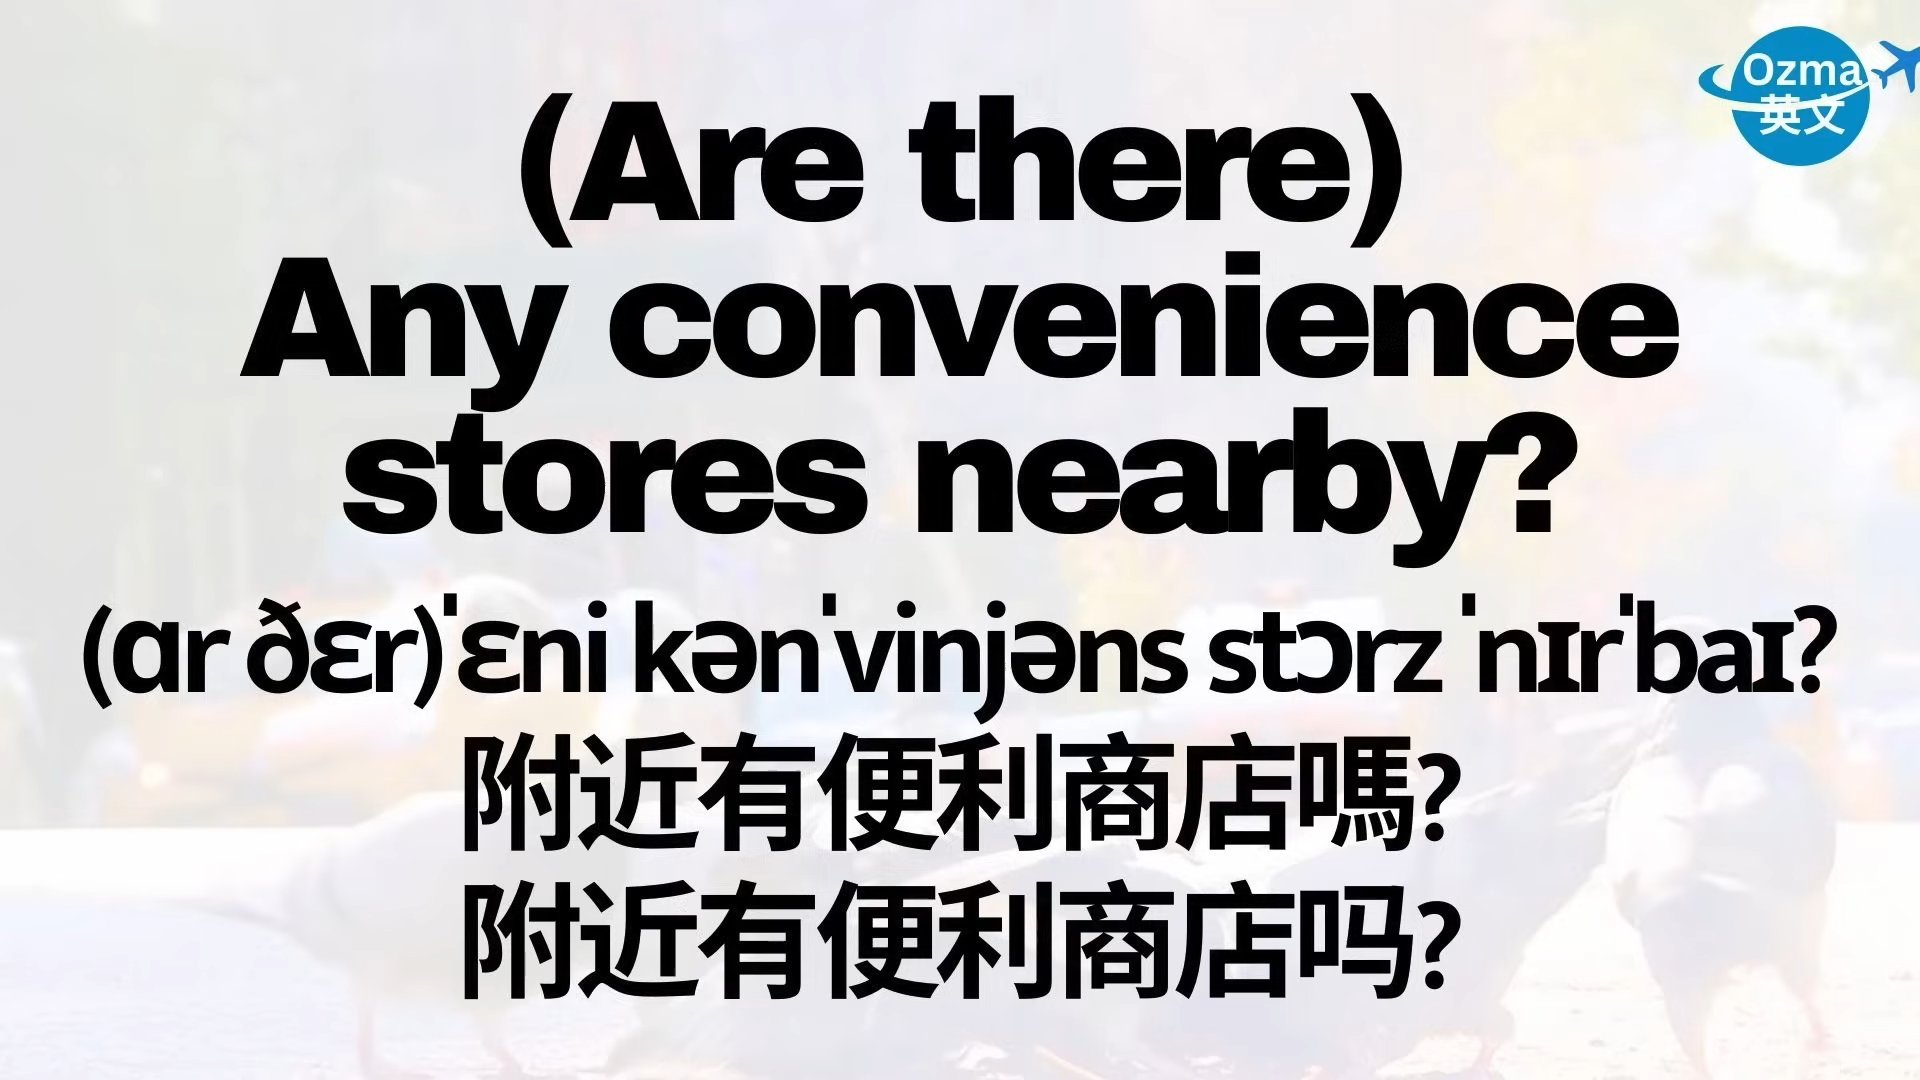 Ozma
英文
(Are there)
Any convenience
stores nearby?
(ɑr ðɛr)ˈɛni kənˈvinjəns stɔrz ˈnɪrˈbaɪ?
附近有便利商店嗎?
附近有便利商店吗?